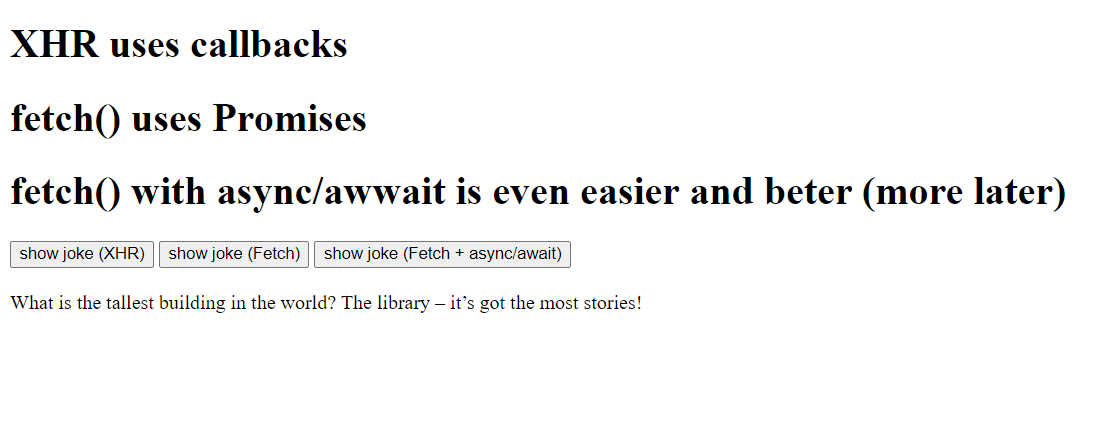 XHR uses callbacks
fetch() uses Promises
fetch() with async/awwait is even easier and beter (more later)
show joke (XHR) show joke (Fetch) show joke (Fetch + async/await)
What is the tallest building in the world? The library – it’s got the most stories!